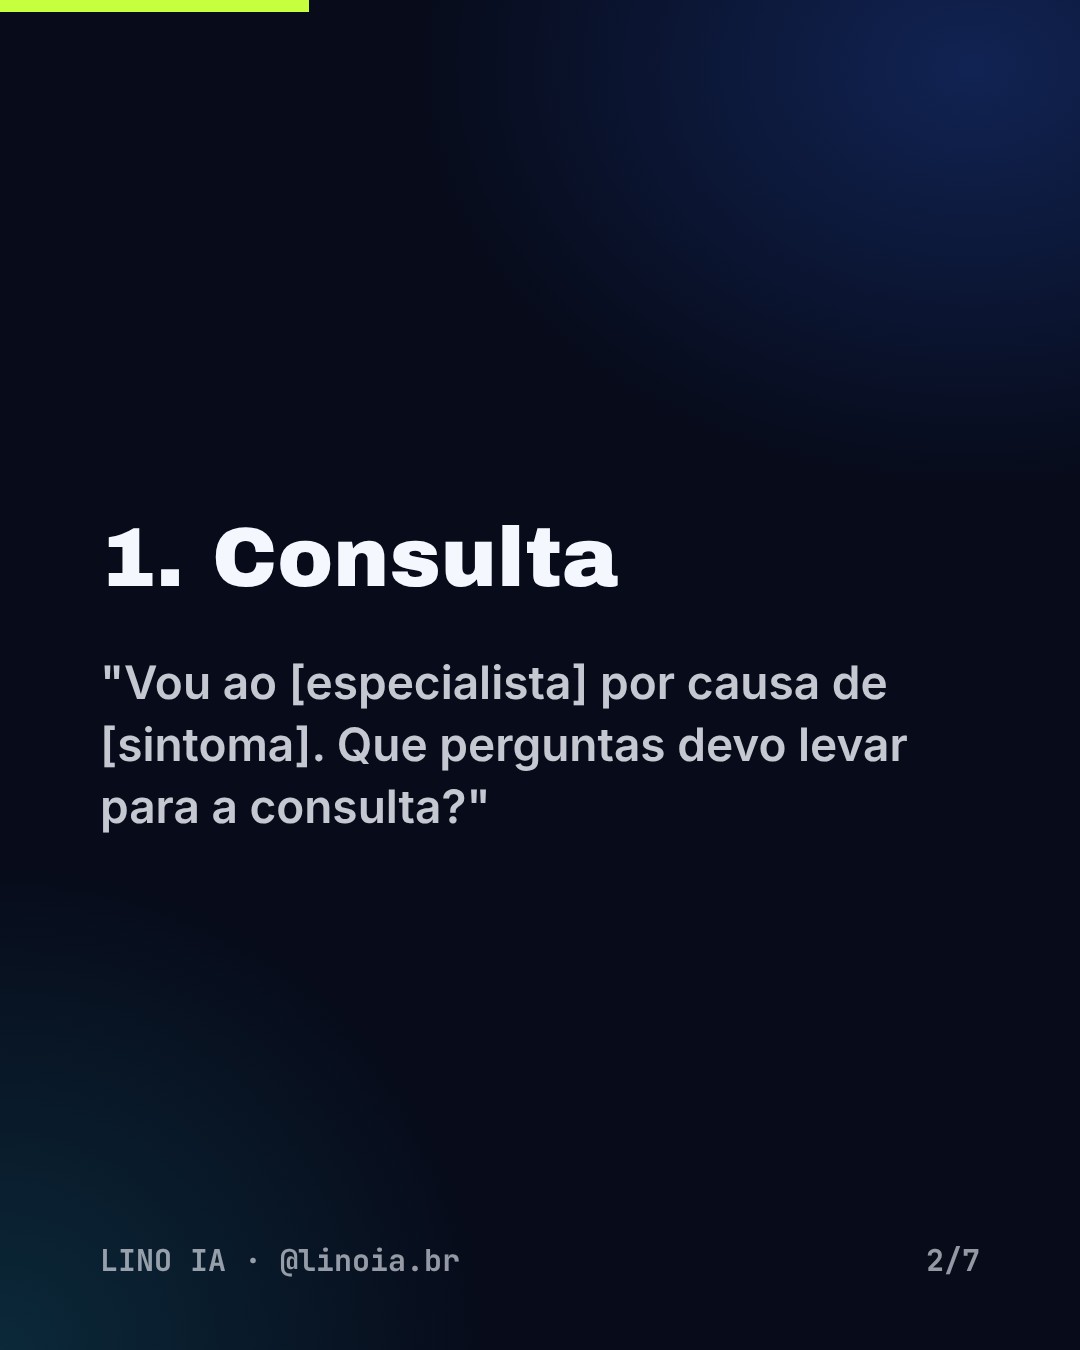 1. Consulta
"Vou ao [especialista] por causa de
[sintoma]. Que perguntas devo levar
para a consulta?"
LINO IA · @linoia.br
2/7